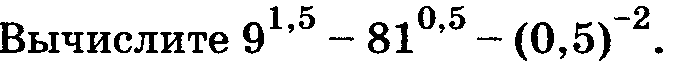 Вычислите 9^{1,5} – 81^{0,5} – (0,5)^{–2}.